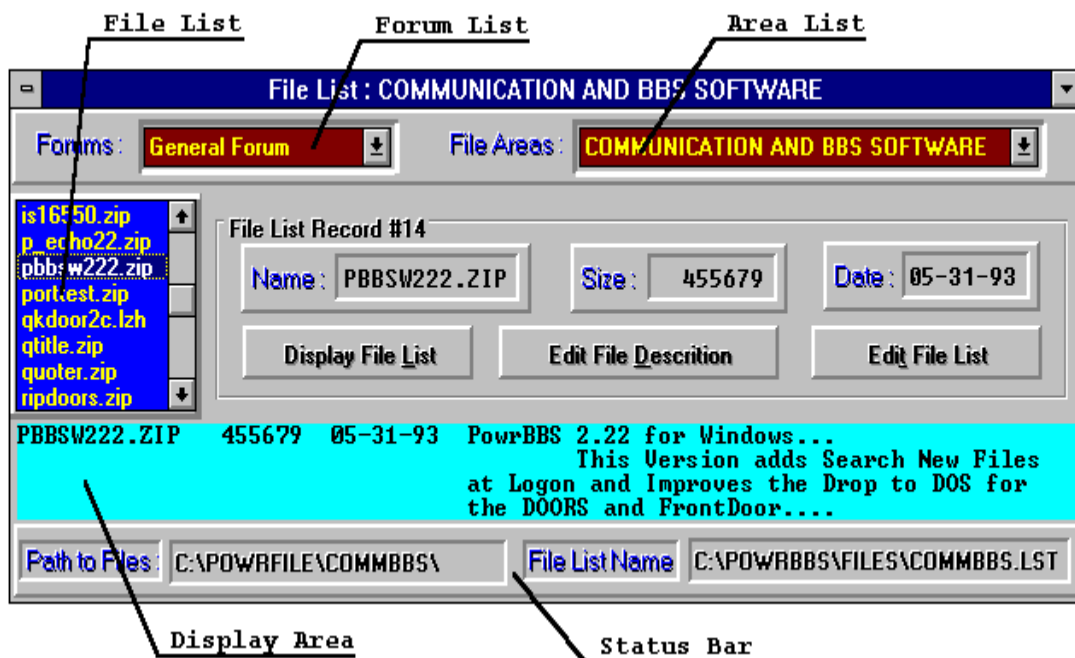 File List
Forum List
Area List
File List : COMMUNICATION AND BBS SOFTWARE
Forums :
General Forum
File Areas :
COMMUNICATION AND BBS SOFTWARE
is16550.zip
p_echo22.zip
pbbsw222.zip
porttest.zip
qkdoor2c.lzh
qtitle.zip
quoter.zip
ripdoors.zip
File List Record #14
Name : PBBSW222.ZIP
Size : 455679
Date : 05-31-93
Display File List
Edit File Descrition
Edit File List
PBBSW222.ZIP 455679 05-31-93 PowrBBS 2.22 for Windows...
This Version adds Search New Files
at Logon and Improves the Drop to DOS for
the DOORS and FrontDoor....
Path to Files : C:\POWRFILE\COMMBBS\
File List Name C:\POWRBBS\FILES\COMMBBS.LST
Display Area
Status Bar